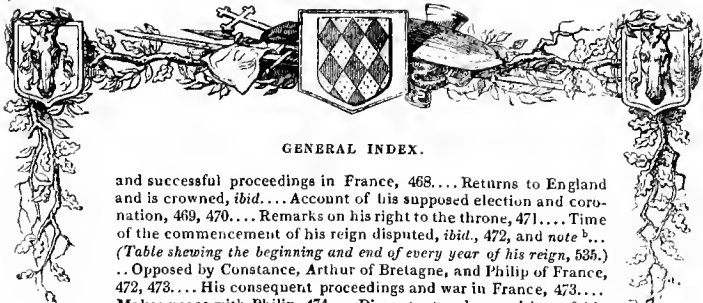 GENERAL INDEX.
and successful proceedings in France, 468.... Returns to England
and is crowned, ibid.... Account of his supposed election and coro-
nation, 469, 470.... Remarks on his right to the throne, 471.... Time
of the commencement of his reign disputed, ibid., 472, and note b...
(Table shewing the beginning and end of every year of his reign, 535.)
.. Opposed by Constance, Arthur of Bretagne, and Philip of France,
472, 473.... His consequent proceedings and war in France, 473....